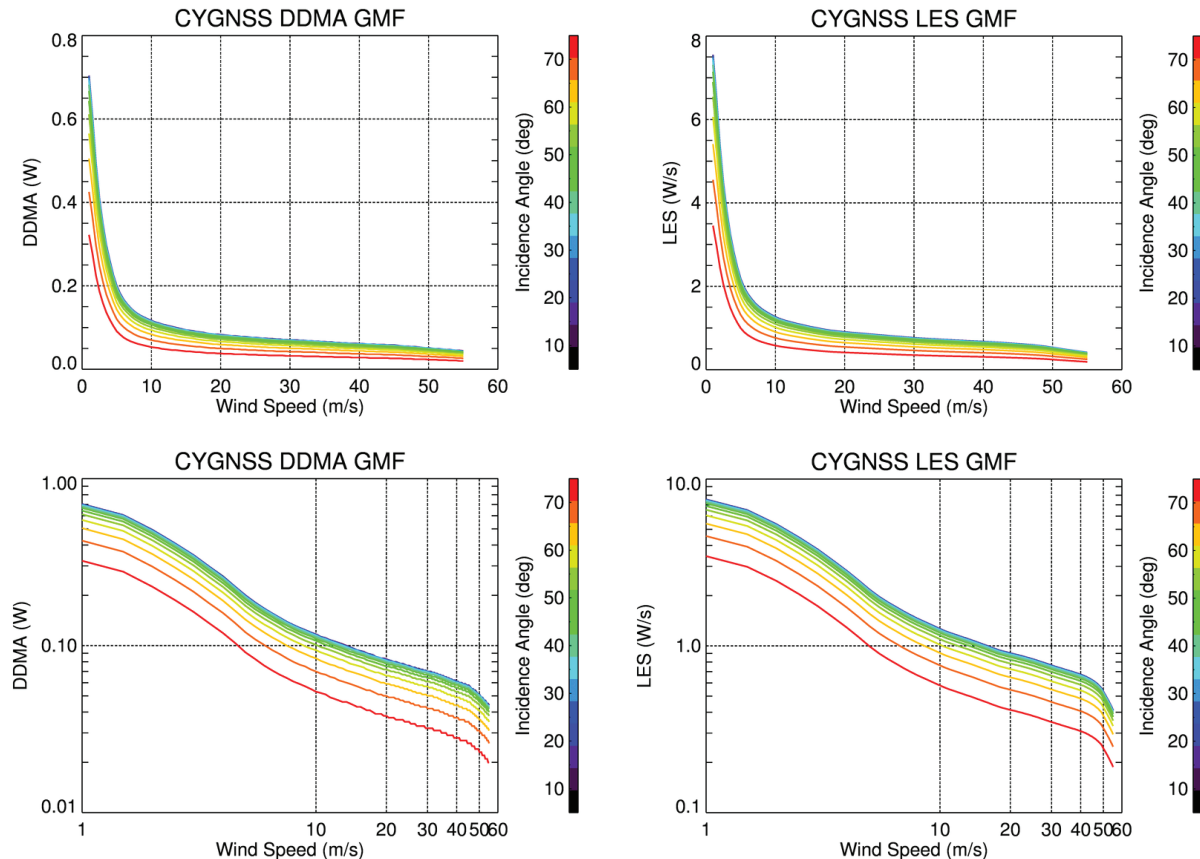 CYGNSS DDMA GMF
0.8
0.6
0.4
0.2
0.0
DDMA (W)
0 10 20 30 40 50 60
Wind Speed (m/s)
Incidence Angle (deg)
70
60
50
40
30
20
10
CYGNSS LES GMF
8
6
4
2
0
LES (W/s)
0 10 20 30 40 50 60
Wind Speed (m/s)
Incidence Angle (deg)
70
60
50
40
30
20
10
CYGNSS DDMA GMF
1.00
0.10
0.01
DDMA (W)
1 10 20 30 40 50 60
Wind Speed (m/s)
Incidence Angle (deg)
70
60
50
40
30
20
10
CYGNSS LES GMF
10.0
1.0
0.1
LES (W/s)
1 10 20 30 40 50 60
Wind Speed (m/s)
Incidence Angle (deg)
70
60
50
40
30
20
10